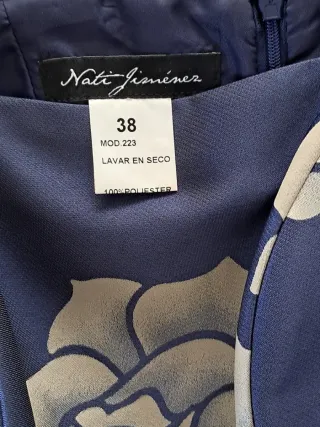 Nati Jiménez
38
MOD.223
LAVAR EN SECO
100%POLIESTER